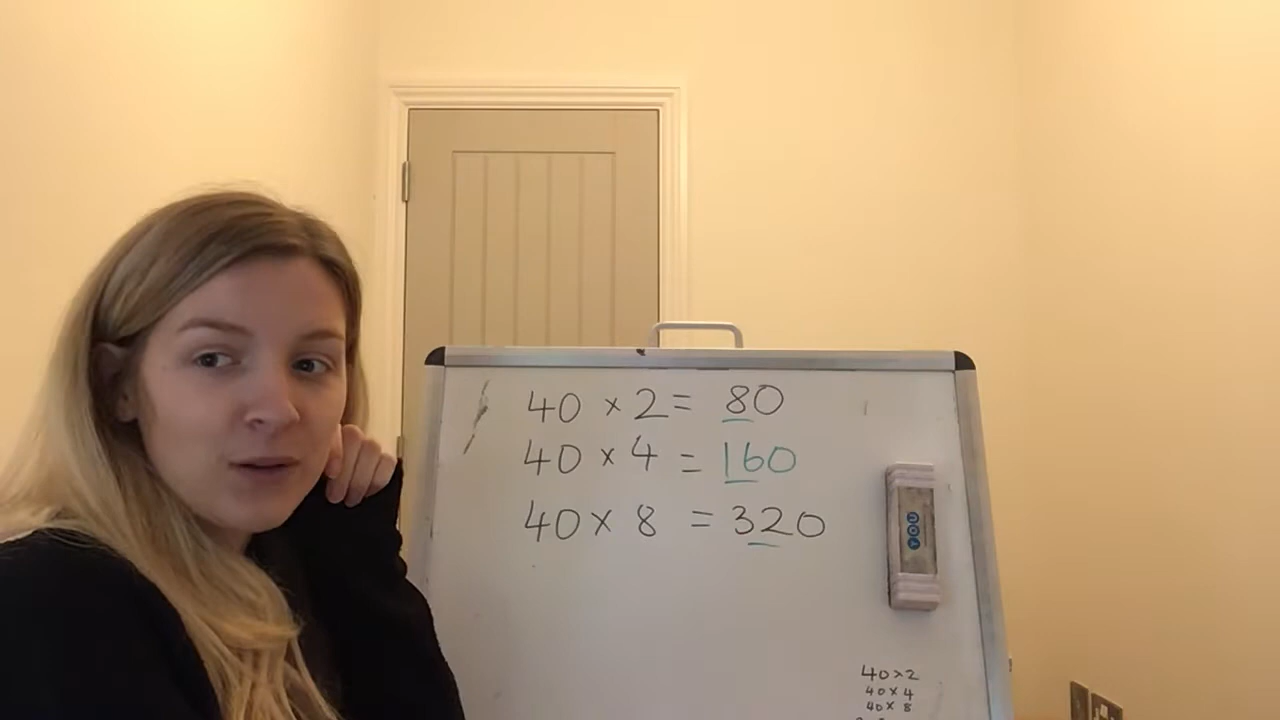 40 × 2 = 80
40 × 4 = 160
40 × 8 = 320
40 × 2
40 × 4
40 × 8